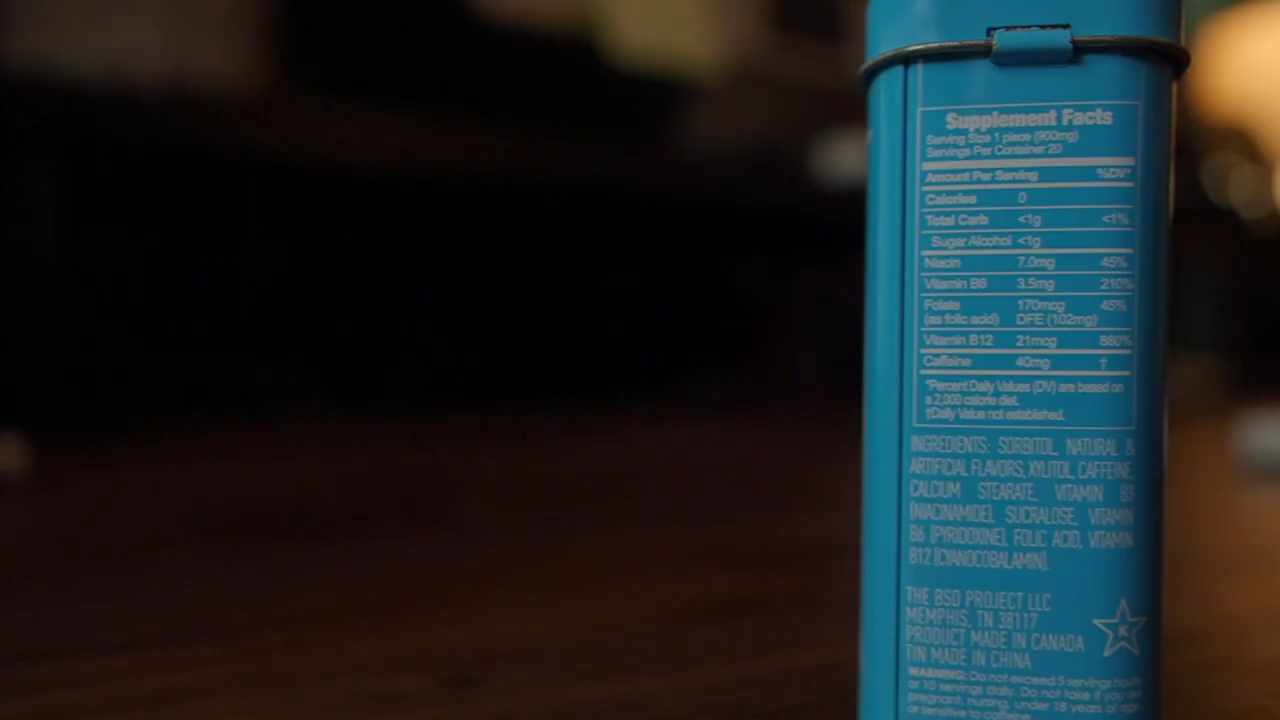 Supplement Facts
Serving Size 1 piece (900mg)
Servings Per Container 20
Amount Per Serving %DV*
Calories 0
Total Carb <1g <1%
Sugar Alcohol <1g
Niacin 7.0mg 45%
Vitamin B6 3.5mg 210%
Folate 170mcg 45%
(as folic acid) DFE (102mg)
Vitamin B12 21mcg 880%
Caffeine 40mg †
*Percent Daily Values (DV) are based on
a 2,000 calorie diet.
†Daily Value not established.
INGREDIENTS: SORBITOL, NATURAL &
ARTIFICIAL FLAVORS, XYLITOL, CAFFEINE,
CALCIUM STEARATE, VITAMIN B3
(NIACINAMIDE), SUCRALOSE, VITAMIN
B6 (PYRIDOXINE), FOLIC ACID, VITAMIN
B12 (CYANOCOBALAMIN).
THE BSD PROJECT LLC
MEMPHIS, TN 38117
PRODUCT MADE IN CANADA
TIN MADE IN CHINA
K
WARNING: Do not exceed 5 servings hourly
or 10 servings daily. Do not take if you are
pregnant, nursing, under 18 years of age
or sensitive to caffeine.